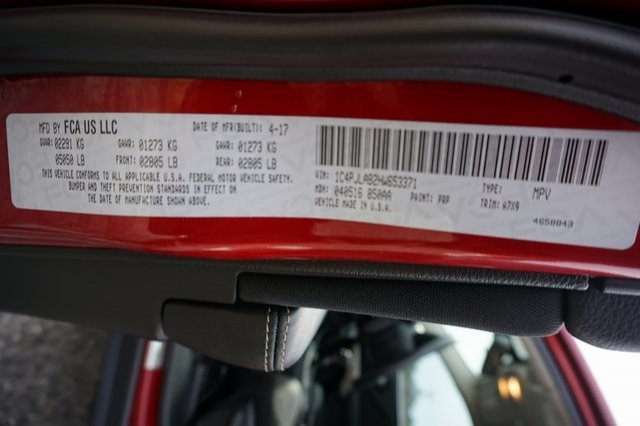 MFD BY FCA US LLC
DATE OF MFR(BUILT): 4-17
GVWR: 02291 KG
GAWR: 01273 KG
GAWR: 01273 KG
05050 LB
FRONT: 02805 LB
REAR: 02805 LB
THIS VEHICLE CONFORMS TO ALL APPLICABLE U.S.A. FEDERAL MOTOR VEHICLE SAFETY,
BUMPER AND THEFT PREVENTION STANDARDS IN EFFECT ON THE DATE OF
MANUFACTURE SHOWN ABOVE.
VIN: 1C4PJLAB2HW653371
TYPE: MPV
MDH: 040516 850AA
PAINT: PRP
TRIM: A7X9
VEHICLE MADE IN U.S.A.
4650043